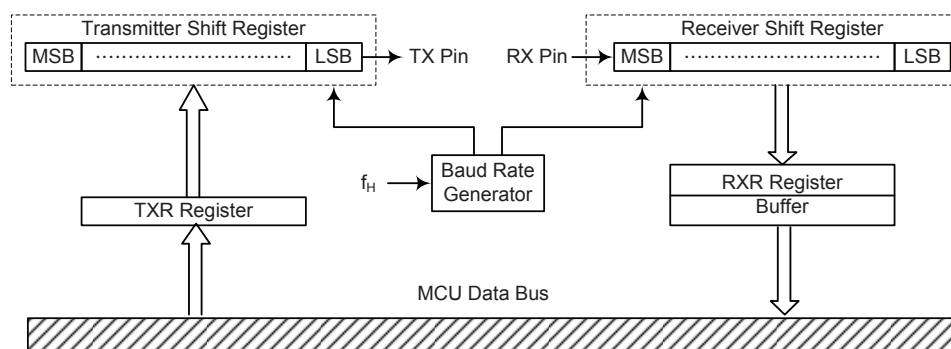 Transmitter Shift Register
MSB
LSB
TX Pin
RX Pin
Receiver Shift Register
MSB
LSB
fH
Baud Rate
Generator
TXR Register
RXR Register
Buffer
MCU Data Bus